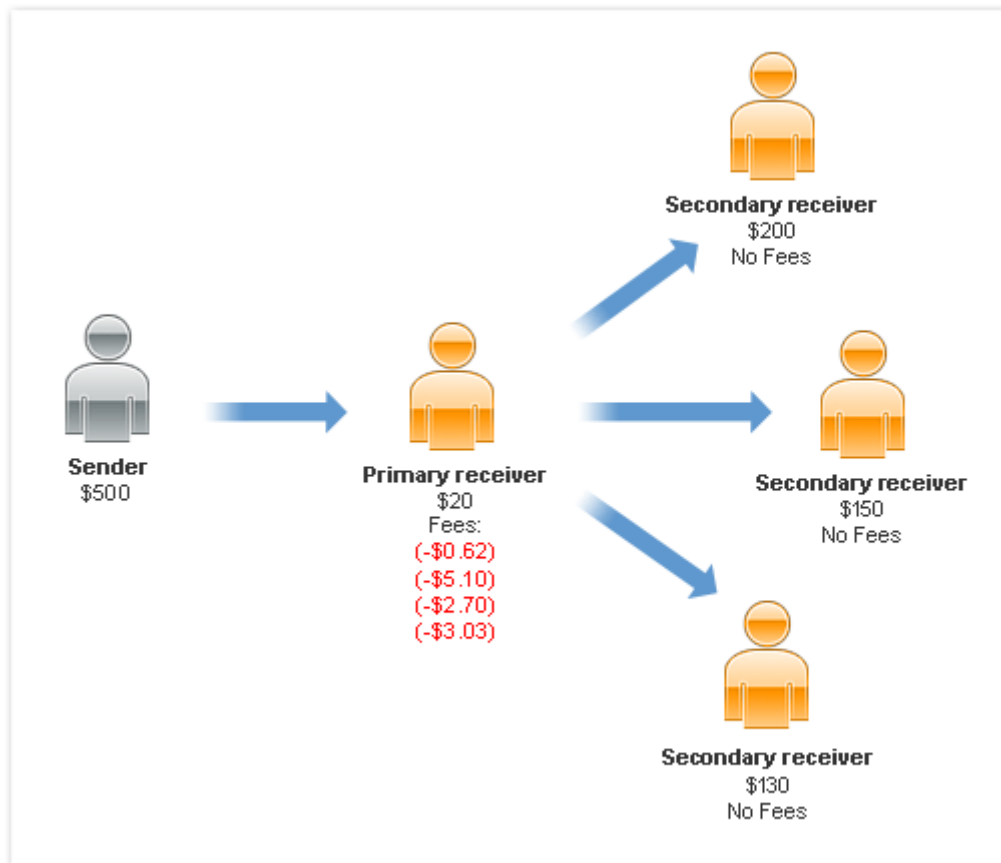 Sender
$500
Primary receiver
$20
Fees:
(-$0.62)
(-$5.10)
(-$2.70)
(-$3.03)
Secondary receiver
$200
No Fees
Secondary receiver
$150
No Fees
Secondary receiver
$130
No Fees